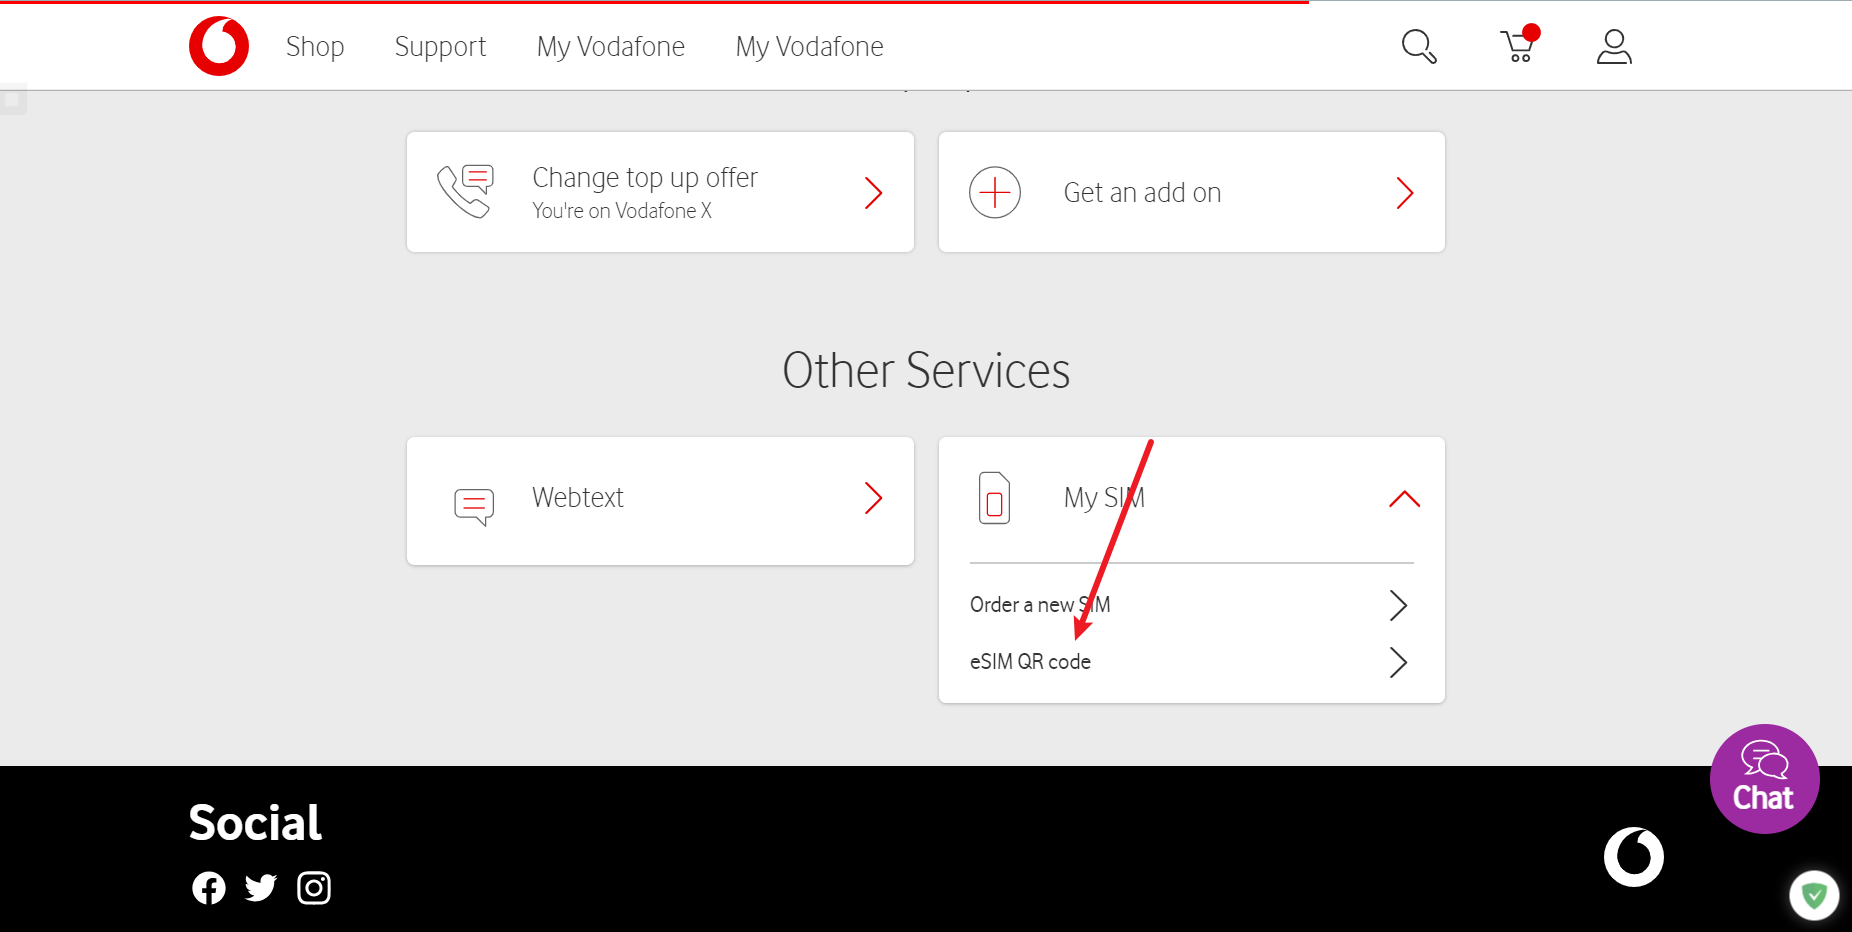 Shop
Support
My Vodafone
My Vodafone
Change top up offer
You're on Vodafone X
Get an add on
Other Services
Webtext
My SIM
Order a new SIM
eSIM QR code
Chat
Social